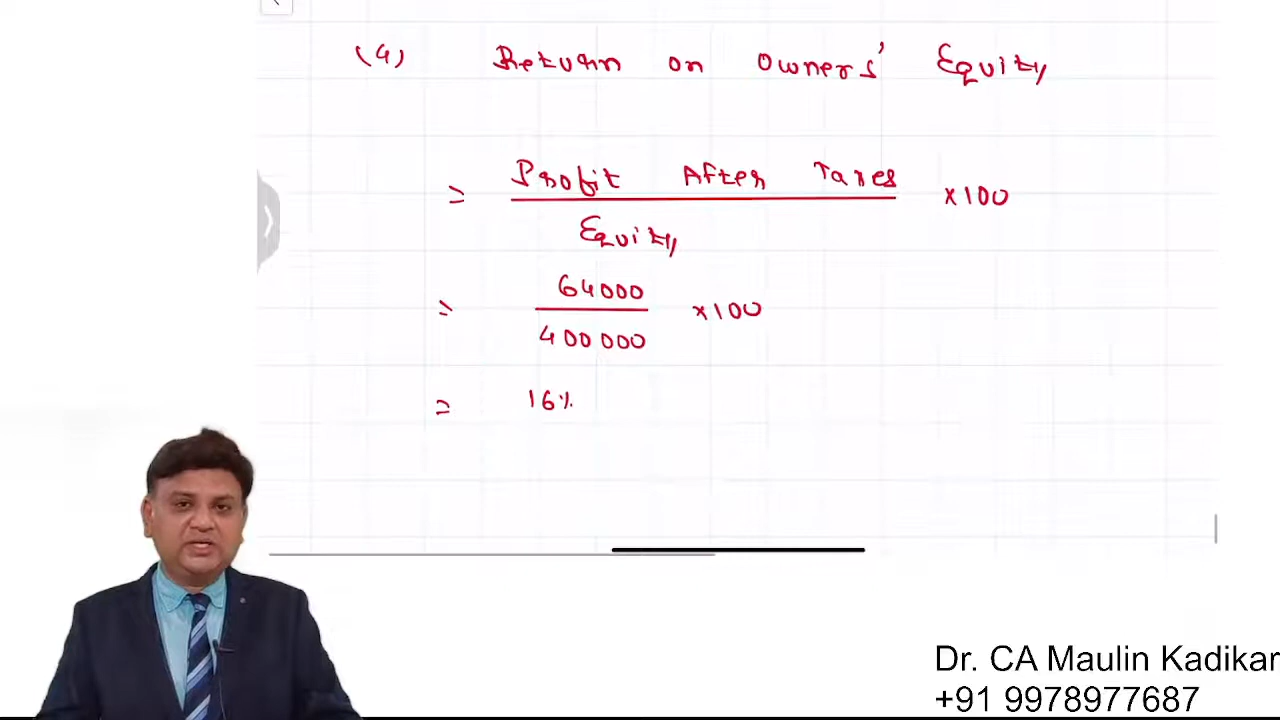 (4) Return on Owners' Equity
= Profit After Taxes ×100
Equity
= 64000 ×100
400000
= 16%
Dr. CA Maulin Kadikar
+91 9978977687